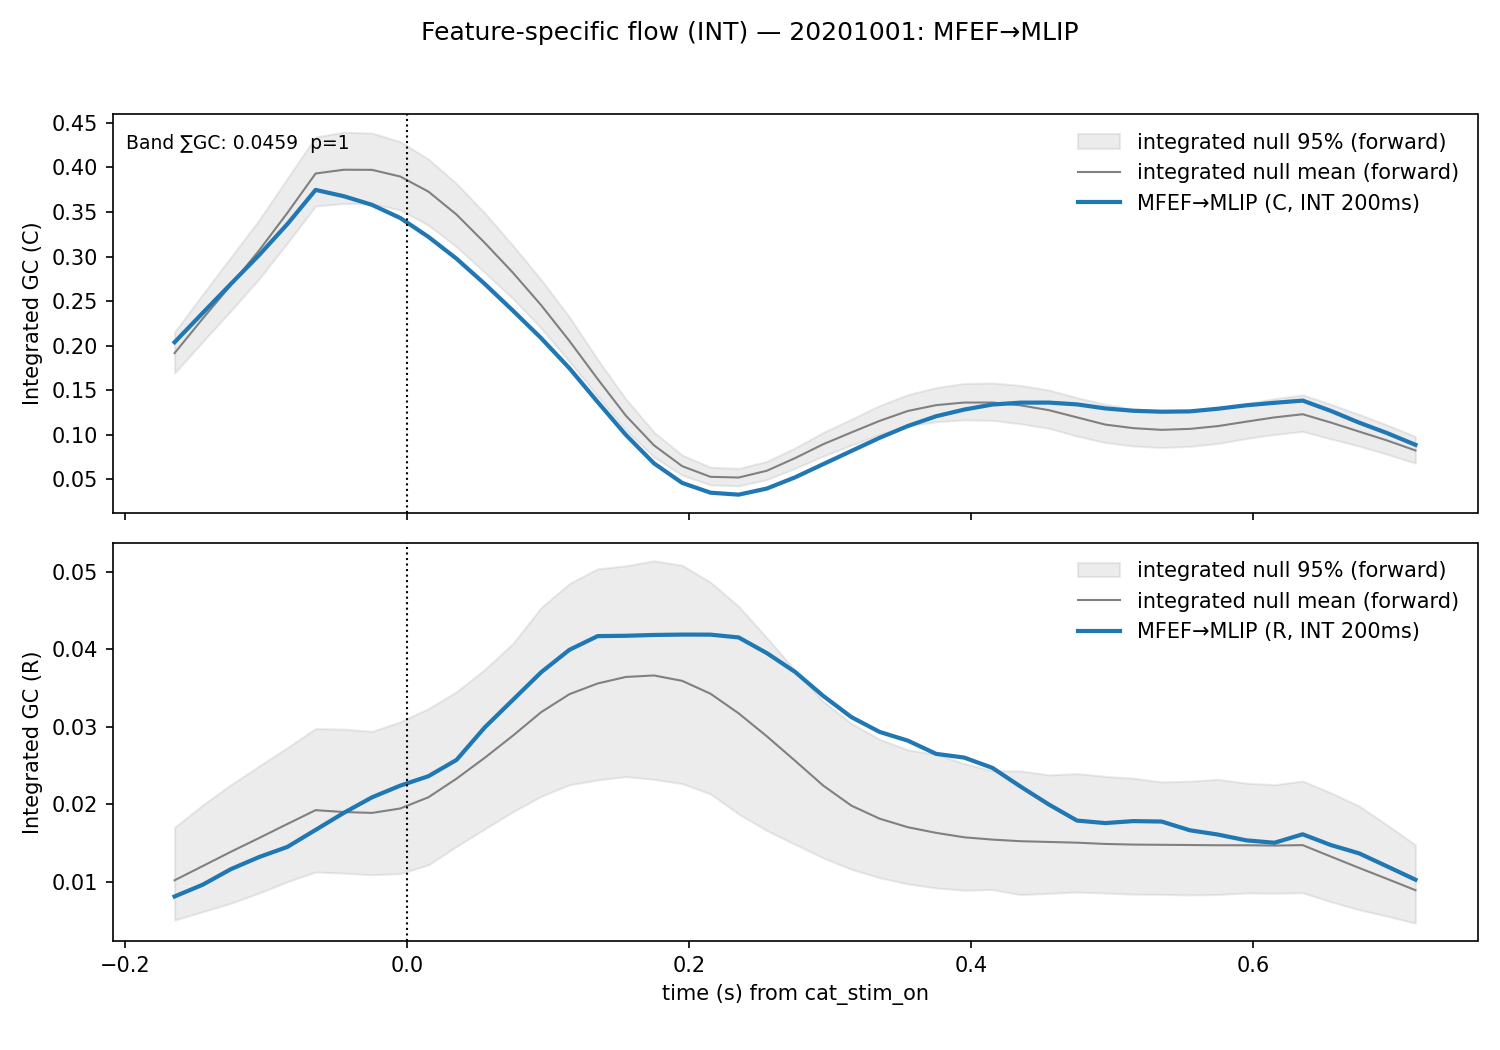 Feature-specific flow (INT) — 20201001: MFEF→MLIP
Band ∑GC: 0.0459  p=1
integrated null 95% (forward)
integrated null mean (forward)
MFEF→MLIP (C, INT 200ms)
Integrated GC (C)
0.45
0.40
0.35
0.30
0.25
0.20
0.15
0.10
0.05
integrated null 95% (forward)
integrated null mean (forward)
MFEF→MLIP (R, INT 200ms)
Integrated GC (R)
0.05
0.04
0.03
0.02
0.01
−0.2 0.0 0.2 0.4 0.6
time (s) from cat_stim_on